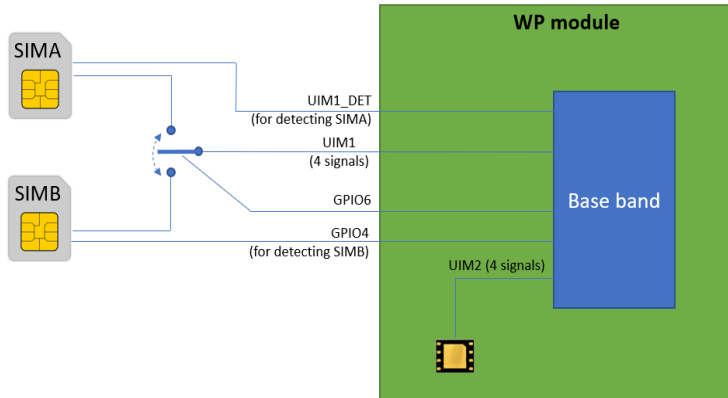 WP module
SIMA
UIM1_DET
(for detecting SIMA)
UIM1
(4 signals)
SIMB
GPIO6
Base band
GPIO4
(for detecting SIMB)
UIM2 (4 signals)